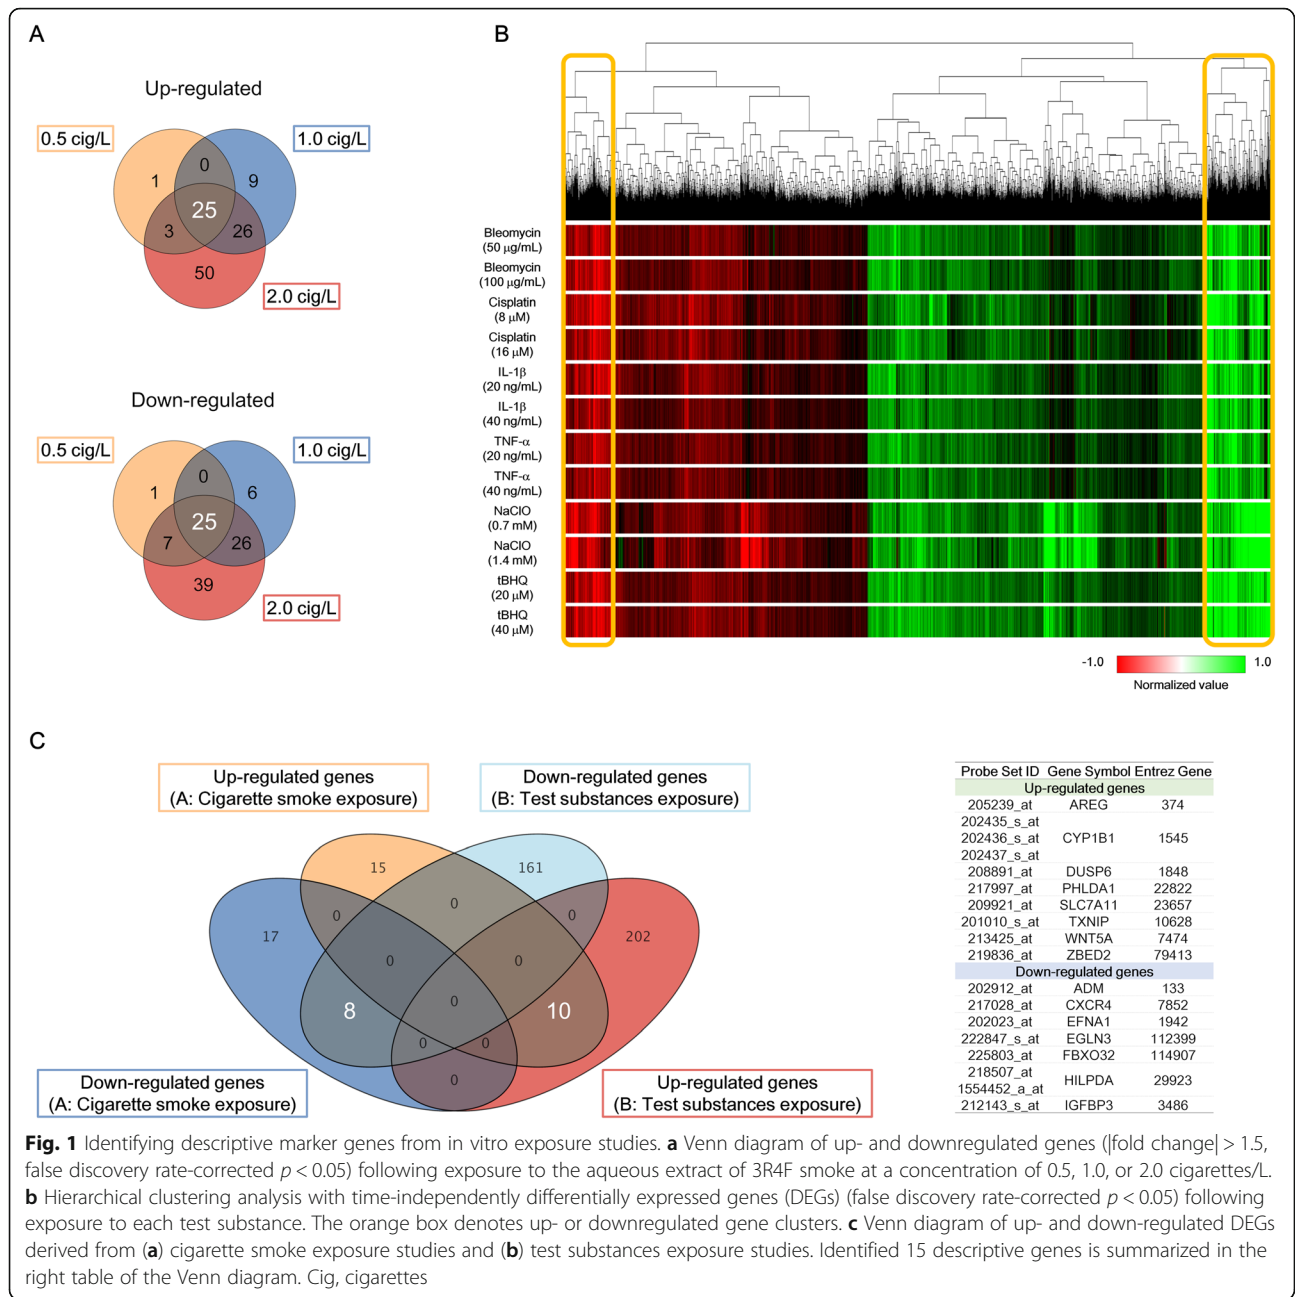 A
Up-regulated
0.5 cig/L
1.0 cig/L
0
1
9
25
3
26
50
2.0 cig/L
Down-regulated
0.5 cig/L
1.0 cig/L
0
1
6
25
7
26
39
2.0 cig/L
B
Bleomycin
(50 µg/mL)
Bleomycin
(100 µg/mL)
Cisplatin
(8 µM)
Cisplatin
(16 µM)
IL-1β
(20 ng/mL)
IL-1β
(40 ng/mL)
TNF-α
(20 ng/mL)
TNF-α
(40 ng/mL)
NaClO
(0.7 mM)
NaClO
(1.4 mM)
tBHQ
(20 µM)
tBHQ
(40 µM)
-1.0
1.0
Normalized value
C
Up-regulated genes
(A: Cigarette smoke exposure)
Down-regulated genes
(B: Test substances exposure)
15
161
0
0
0
17
202
0
0
0
8
10
0
0
0
Down-regulated genes
(A: Cigarette smoke exposure)
Up-regulated genes
(B: Test substances exposure)
Probe Set ID Gene Symbol Entrez Gene
Up-regulated genes
205239_at AREG 374
202435_s_at
202436_s_at CYP1B1 1545
202437_s_at
208891_at DUSP6 1848
217997_at PHLDA1 22822
209921_at SLC7A11 23657
201010_s_at TXNIP 10628
213425_at WNT5A 7474
219836_at ZBED2 79413
Down-regulated genes
202912_at ADM 133
217028_at CXCR4 7852
202023_at EFNA1 1942
222847_s_at EGLN3 112399
225803_at FBXO32 114907
218507_at
HILPDA 29923
1554452_a_at
212143_s_at IGFBP3 3486
Fig. 1 Identifying descriptive marker genes from in vitro exposure studies. a Venn diagram of up- and downregulated genes (|fold change| > 1.5,
false discovery rate-corrected p < 0.05) following exposure to the aqueous extract of 3R4F smoke at a concentration of 0.5, 1.0, or 2.0 cigarettes/L.
b Hierarchical clustering analysis with time-independently differentially expressed genes (DEGs) (false discovery rate-corrected p < 0.05) following
exposure to each test substance. The orange box denotes up- or downregulated gene clusters. c Venn diagram of up- and down-regulated DEGs
derived from (a) cigarette smoke exposure studies and (b) test substances exposure studies. Identified 15 descriptive genes is summarized in the
right table of the Venn diagram. Cig, cigarettes